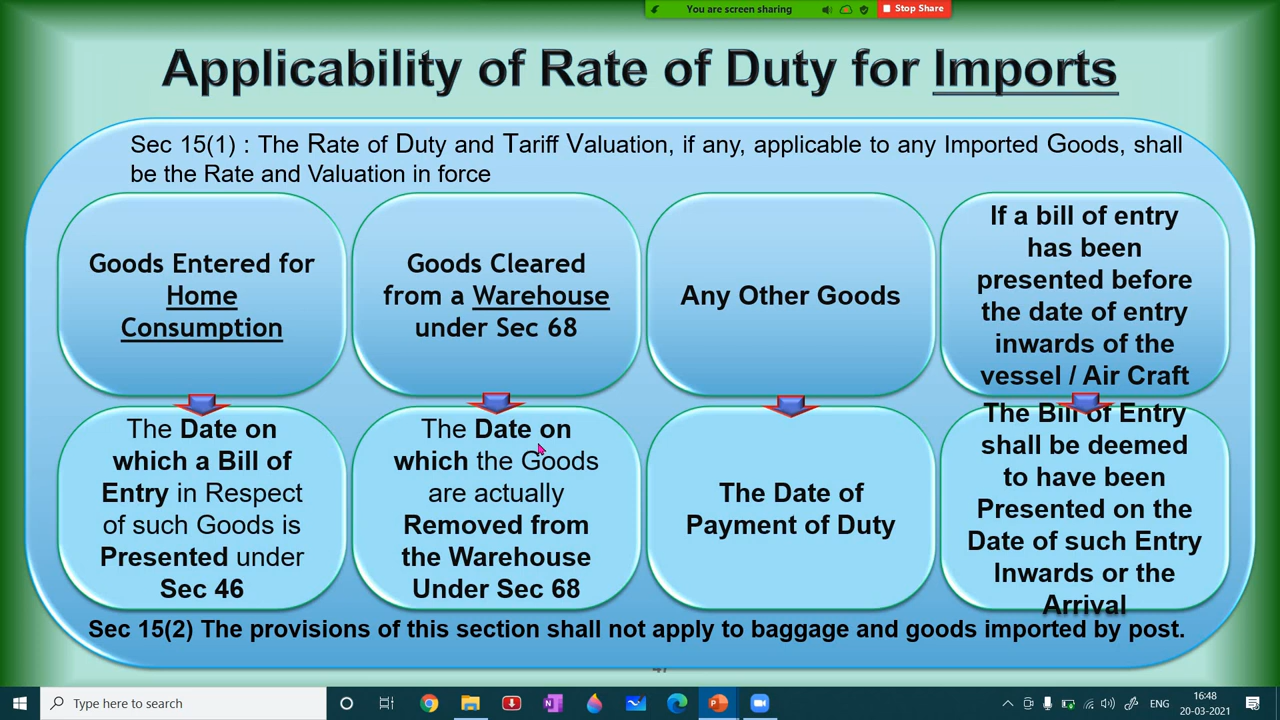 You are screen sharing
Stop Share
Applicability of Rate of Duty for Imports
Sec 15(1) : The Rate of Duty and Tariff Valuation, if any, applicable to any Imported Goods, shall
be the Rate and Valuation in force
Goods Entered for
Home
Consumption
The Date on
which a Bill of
Entry in Respect
of such Goods is
Presented under
Sec 46
Goods Cleared
from a Warehouse
under Sec 68
The Date on
which the Goods
are actually
Removed from
the Warehouse
Under Sec 68
Any Other Goods
The Date of
Payment of Duty
If a bill of entry
has been
presented before
the date of entry
inwards of the
vessel / Air Craft
The Bill of Entry
shall be deemed
to have been
Presented on the
Date of such Entry
Inwards or the
Arrival
Sec 15(2) The provisions of this section shall not apply to baggage and goods imported by post.
Type here to search
ENG
16:48
20-03-2021